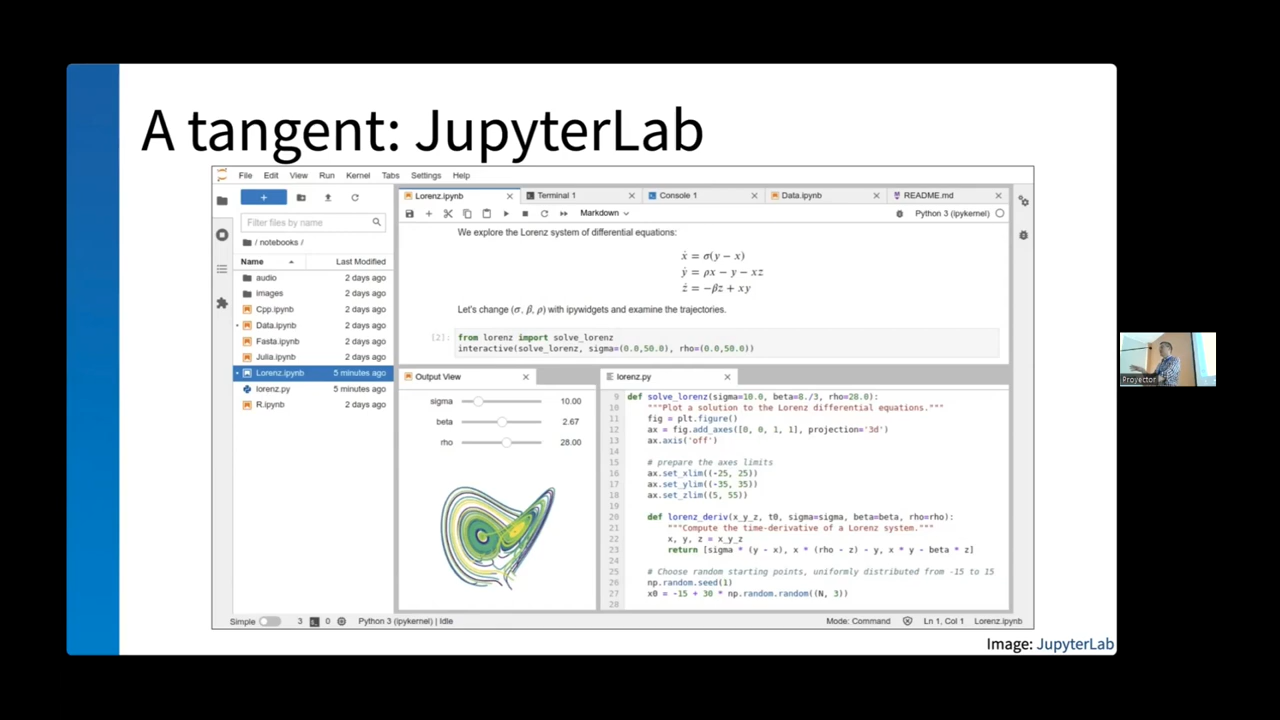 A tangent: JupyterLab
File Edit View Run Kernel Tabs Settings Help
+
Filter files by name
/ notebooks /
Name Last Modified
audio 2 days ago
images 2 days ago
Cpp.ipynb 2 days ago
Data.ipynb 2 days ago
Fasta.ipynb 2 days ago
Julia.ipynb 2 days ago
Lorenz.ipynb 5 minutes ago
lorenz.py 5 minutes ago
R.ipynb 2 days ago
Lorenz.ipynb Terminal 1 Console 1 Data.ipynb README.md
Markdown Python 3 (ipykernel)
We explore the Lorenz system of differential equations:
ẋ = σ(y − x)
ẏ = ρx − y − xz
ż = −βz + xy
Let's change (σ, β, ρ) with ipywidgets and examine the trajectories.
[2]: from lorenz import solve_lorenz
interactive(solve_lorenz, sigma=(0.0,50.0), rho=(0.0,50.0))
Output View
sigma 10.00
beta 2.67
rho 28.00
lorenz.py
9 def solve_lorenz(sigma=10.0, beta=8./3, rho=28.0):
10 """Plot a solution to the Lorenz differential equations."""
11 fig = plt.figure()
12 ax = fig.add_axes([0, 0, 1, 1], projection='3d')
13 ax.axis('off')
14
15 # prepare the axes limits
16 ax.set_xlim((-25, 25))
17 ax.set_ylim((-35, 35))
18 ax.set_zlim((5, 55))
19
20 def lorenz_deriv(x_y_z, t0, sigma=sigma, beta=beta, rho=rho):
21 """Compute the time-derivative of a Lorenz system."""
22 x, y, z = x_y_z
23 return [sigma * (y - x), x * (rho - z) - y, x * y - beta * z]
24
25 # Choose random starting points, uniformly distributed from -15 to 15
26 np.random.seed(1)
27 x0 = -15 + 30 * np.random.random((N, 3))
28
Simple 3 0 Python 3 (ipykernel) | Idle Mode: Command Ln 1, Col 1 Lorenz.ipynb
Image: JupyterLab
Proyector